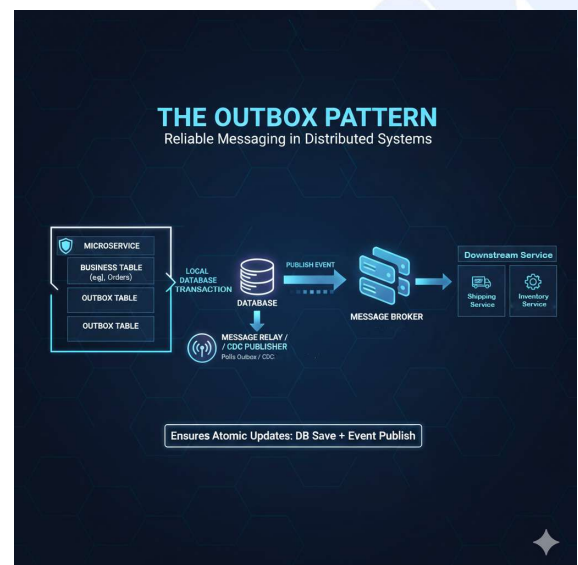 THE OUTBOX PATTERN
Reliable Messaging in Distributed Systems
MICROSERVICE
BUSINESS TABLE
(eg], Orders)
OUTBOX TABLE
OUTBOX TABLE
LOCAL
DATABASE
TRANSACTION
DATABASE
PUBLISH EVENT
MESSAGE RELAY /
/ CDC PUBLISHER
Polls Outbox / CDC
MESSAGE BROKER
Downstream Service
Shipping
Service
Inventory
Service
Ensures Atomic Updates: DB Save + Event Publish